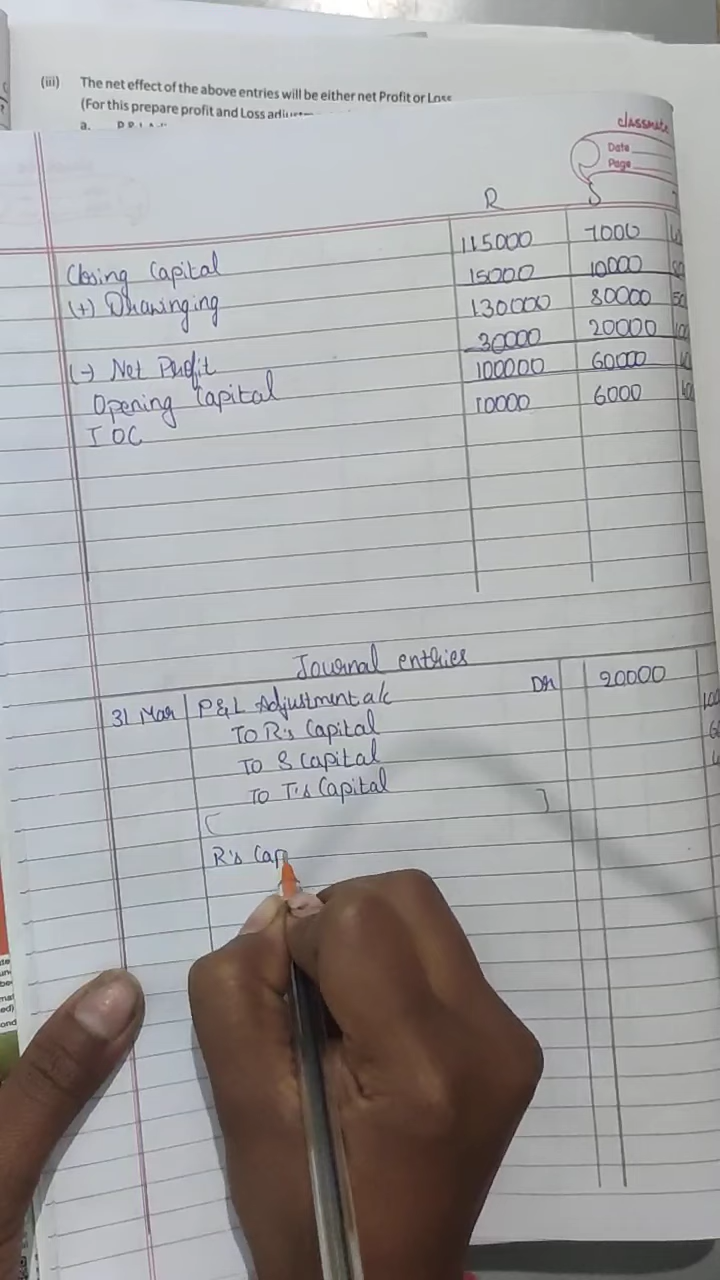 (iii) The net effect of the above entries will be either net Profit or Loss
(For this prepare profit and Loss
a.
classmate
Date
Page
R S
Closing Capital 115000 7000
(+) Drawinging 15000 10000
130000 80000
(-) Net Profit 30000 20000
Opening Capital 100000 60000
IOC 10000 6000
Journal entries
31 Mar P&L Adjustment a/c Dr 20000
To R's Capital
To S Capital
To T's Capital
[ ]
R's Cap